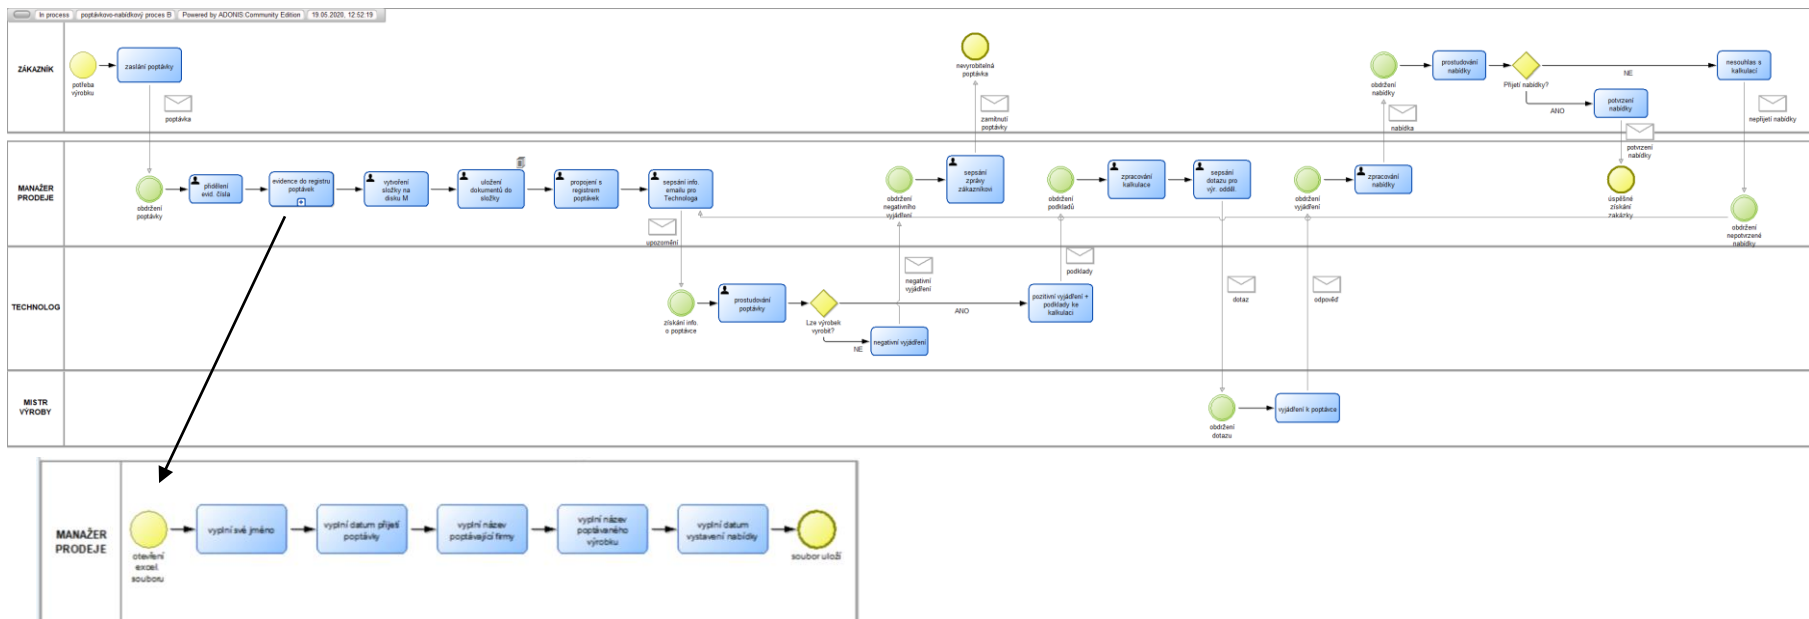 In process
poptávkovo-nabídkový proces B
Powered by ADONIS:Community Edition
19.05.2020, 12:52:19
ZÁKAZNÍK
potřeba
výrobku
zaslání poptávky
poptávka
nevyrobitelná
poptávka
zamítnutí
poptávky
obdržení
nabídky
nabídka
prostudování
nabídky
Přijetí nabídky?
NE
ANO
potvrzení
nabídky
potvrzení
nabídky
nesouhlas s
kalkulací
nepřijetí nabídky
MANAŽER
PRODEJE
obdržení
poptávky
přidělení
evid. čísla
evidence do registru
poptávek
vytvoření
složky na
disku M
uložení
dokumentů do
složky
propojení s
registrem
poptávek
sepsání info.
emailu pro
Technologa
upozornění
obdržení
negativního
vyjádření
sepsání
zprávy
zákazníkovi
obdržení
podkladů
zpracování
kalkulace
sepsání
dotazu pro
výr. odděl.
obdržení
vyjádření
zpracování
nabídky
úspěšné
získání
zakázky
obdržení
nepotvrzené
nabídky
TECHNOLOG
získání info.
o poptávce
prostudování
poptávky
Lze výrobek
vyrobit?
NE
ANO
negativní vyjádření
negativní
vyjádření
pozitivní vyjádření +
podklady ke
kalkulaci
podklady
dotaz
odpověď
MISTR
VÝROBY
obdržení
dotazu
vyjádření k poptávce
MANAŽER
PRODEJE
otevření
excel.
souboru
vyplní své jméno
vyplní datum přijetí
poptávky
vyplní název
poptávající firmy
vyplní název
poptávaného
výrobku
vyplní datum
vystavení nabídky
soubor uloží